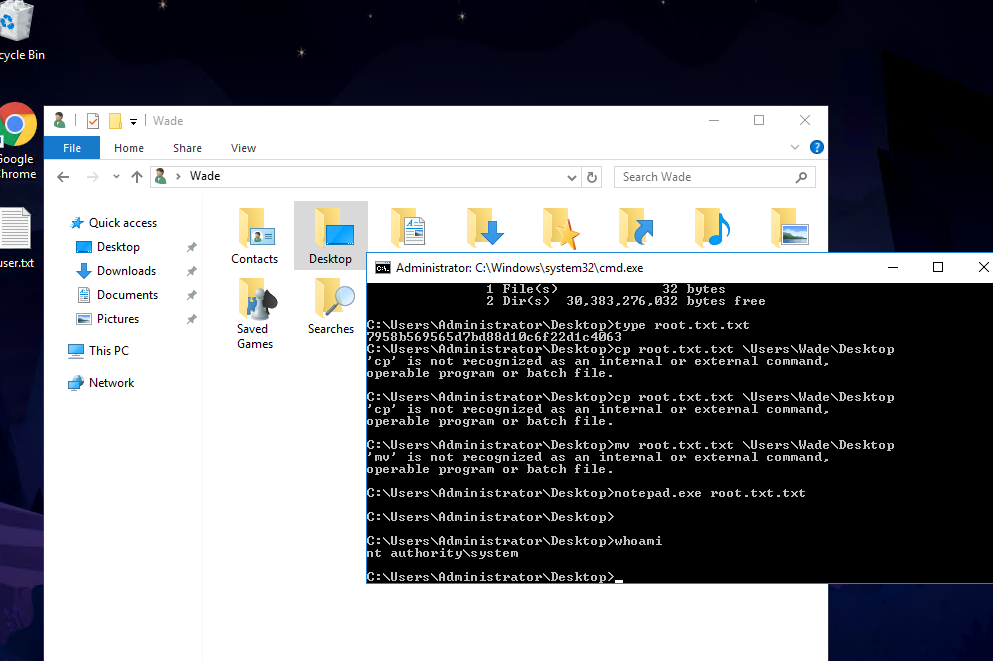 cycle Bin
Google
Chrome
user.txt
Wade
File Home Share View
Wade
Search Wade
Quick access
Desktop
Downloads
Documents
Pictures
This PC
Network
Contacts
Desktop
Saved
Games
Searches
Administrator: C:\Windows\system32\cmd.exe
1 File(s) 32 bytes
2 Dir(s) 30,383,276,032 bytes free
C:\Users\Administrator\Desktop>type root.txt.txt
7958b569565d7bd88d10c6f22d1c4063
C:\Users\Administrator\Desktop>cp root.txt.txt \Users\Wade\Desktop
'cp' is not recognized as an internal or external command,
operable program or batch file.
C:\Users\Administrator\Desktop>cp root.txt.txt \Users\Wade\Desktop
'cp' is not recognized as an internal or external command,
operable program or batch file.
C:\Users\Administrator\Desktop>mv root.txt.txt \Users\Wade\Desktop
'mv' is not recognized as an internal or external command,
operable program or batch file.
C:\Users\Administrator\Desktop>notepad.exe root.txt.txt
C:\Users\Administrator\Desktop>
C:\Users\Administrator\Desktop>whoami
nt authority\system
C:\Users\Administrator\Desktop>